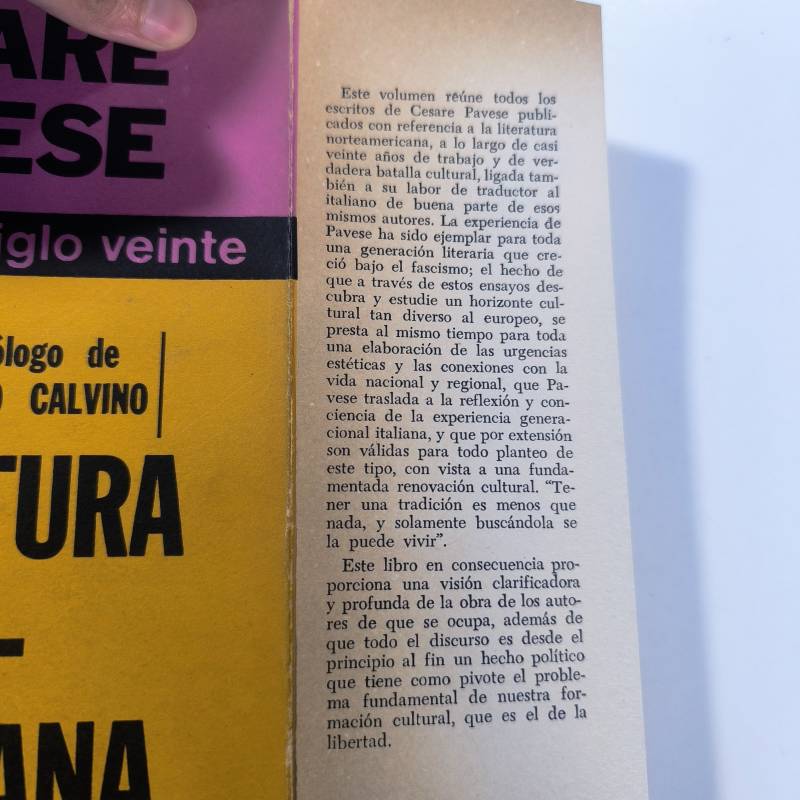 ARE
ESE
iglo veinte
ólogo de
O CALVINO
TURA
-
ANA
Este volumen reúne todos los
escritos de Cesare Pavese publi-
cados con referencia a la literatura
norteamericana, a lo largo de casi
veinte años de trabajo y de ver-
dadera batalla cultural, ligada tam-
bién a su labor de traductor al
italiano de buena parte de esos
mismos autores. La experiencia de
Pavese ha sido ejemplar para toda
una generación literaria que cre-
ció bajo el fascismo; el hecho de
que a través de estos ensayos des-
cubra y estudie un horizonte cul-
tural tan diverso al europeo, se
presta al mismo tiempo para toda
una elaboración de las urgencias
estéticas y las conexiones con la
vida nacional y regional, que Pa-
vese traslada a la reflexión y con-
ciencia de la experiencia genera-
cional italiana, y que por extensión
son válidas para todo planteo de
este tipo, con vista a una funda-
mentada renovación cultural. “Te-
ner una tradición es menos que
nada, y solamente buscándola se
la puede vivir”.
Este libro en consecuencia pro-
porciona una visión clarificadora
y profunda de la obra de los auto-
res de que se ocupa, además de
que todo el discurso es desde el
principio al fin un hecho político
que tiene como pivote el proble-
ma fundamental de nuestra for-
mación cultural, que es el de la
libertad.